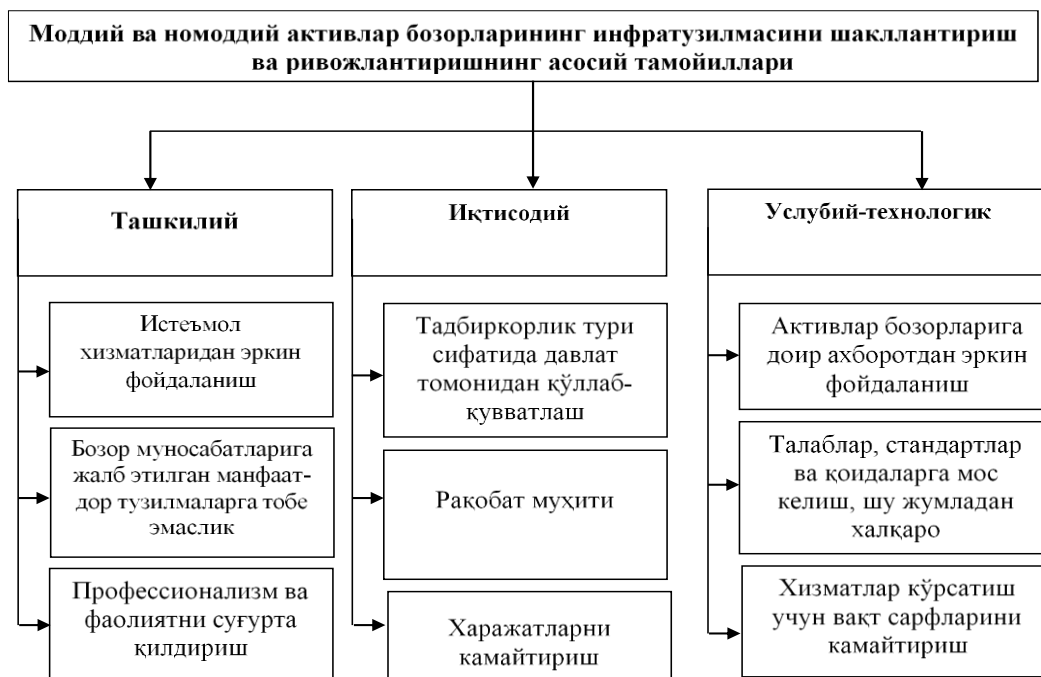 Моддий ва номоддий активлар бозорларининг инфратузилмасини шакллантириш
ва ривожлантиришнинг асосий тамойиллари
Ташкилий
Истеъмол
хизматларидан эркин
фойдаланиш
Бозор муносабатларига
жалб этилган манфаат-
дор тузилмаларга тобе
эмаслик
Профессионализм ва
фаолиятни суғурта
қилдириш
Иқтисодий
Тадбиркорлик тури
сифатида давлат
томонидан қўллаб-
қувватлаш
Рақобат муҳити
Харажатларни
камайтириш
Услубий-технологик
Активлар бозорларига
доир ахборотдан эркин
фойдаланиш
Талаблар, стандартлар
ва қоидаларга мос
келиш, шу жумладан
халқаро
Хизматлар кўрсатиш
учун вақт сарфларини
камайтириш